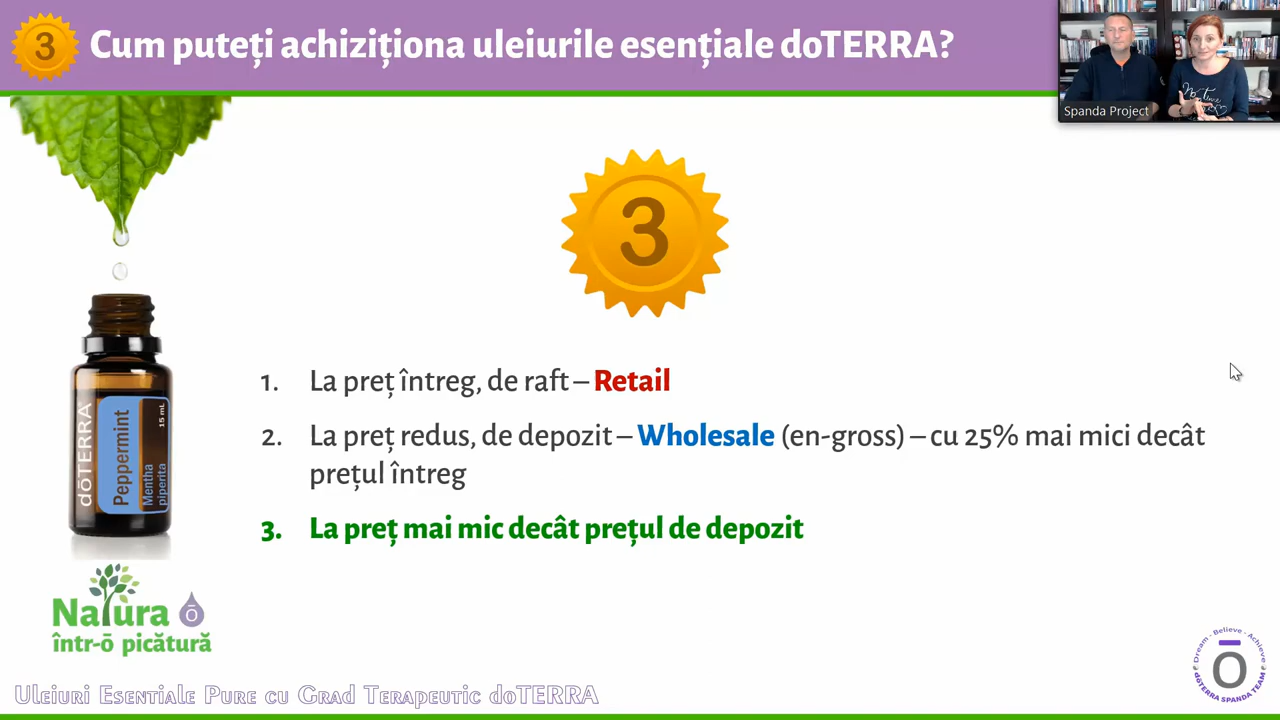 3 Cum puteți achiziționa uleiurile esențiale doTERRA?
Spanda Project
3
1. La preț întreg, de raft – Retail
2. La preț redus, de depozit – Wholesale (en-gross) – cu 25% mai mici decât
prețul întreg
3. La preț mai mic decât prețul de depozit
dōTERRA
Peppermint
Mentha
piperita
15 mL
Natura ō
într-ō picătură
Dream - Believe - Achieve
Ō
dōTERRA SPANDA TEAM
Uleiuri Esentiale Pure cu Grad Terapeutic doTERRA